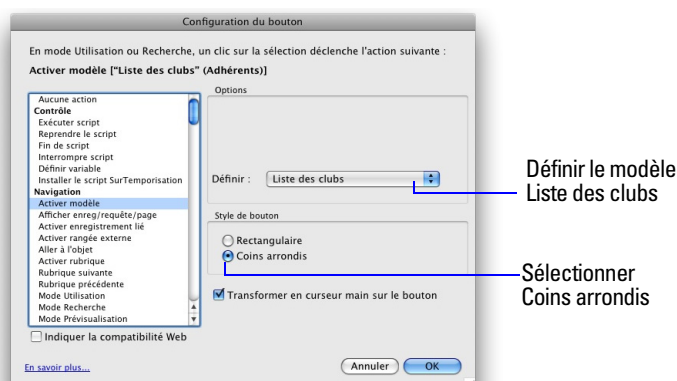 Configuration du bouton
En mode Utilisation ou Recherche, un clic sur la sélection déclenche l'action suivante :
Activer modèle ["Liste des clubs" (Adhérents)]
Aucune action
Contrôle
Exécuter script
Reprendre le script
Fin de script
Interrompre script
Définir variable
Installer le script SurTemporisation
Navigation
Activer modèle
Afficher enreg/requête/page
Activer enregistrement lié
Activer rangée externe
Aller à l'objet
Activer rubrique
Rubrique suivante
Rubrique précédente
Mode Utilisation
Mode Recherche
Mode Prévisualisation
Indiquer la compatibilité Web
En savoir plus...
Options
Définir : Liste des clubs
Style de bouton
Rectangulaire
Coins arrondis
Transformer en curseur main sur le bouton
Annuler OK
Définir le modèle
Liste des clubs
Sélectionner
Coins arrondis